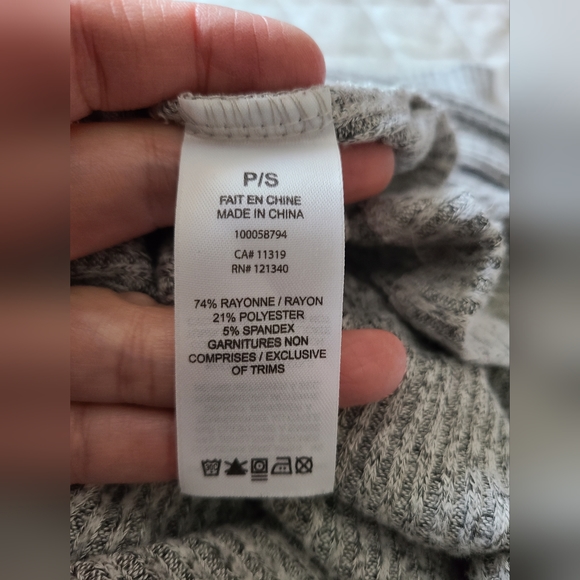 P/S
FAIT EN CHINE
MADE IN CHINA
100058794
CA# 11319
RN# 121340
74% RAYONNE / RAYON
21% POLYESTER
5% SPANDEX
GARNITURES NON
COMPRISES / EXCLUSIVE
OF TRIMS